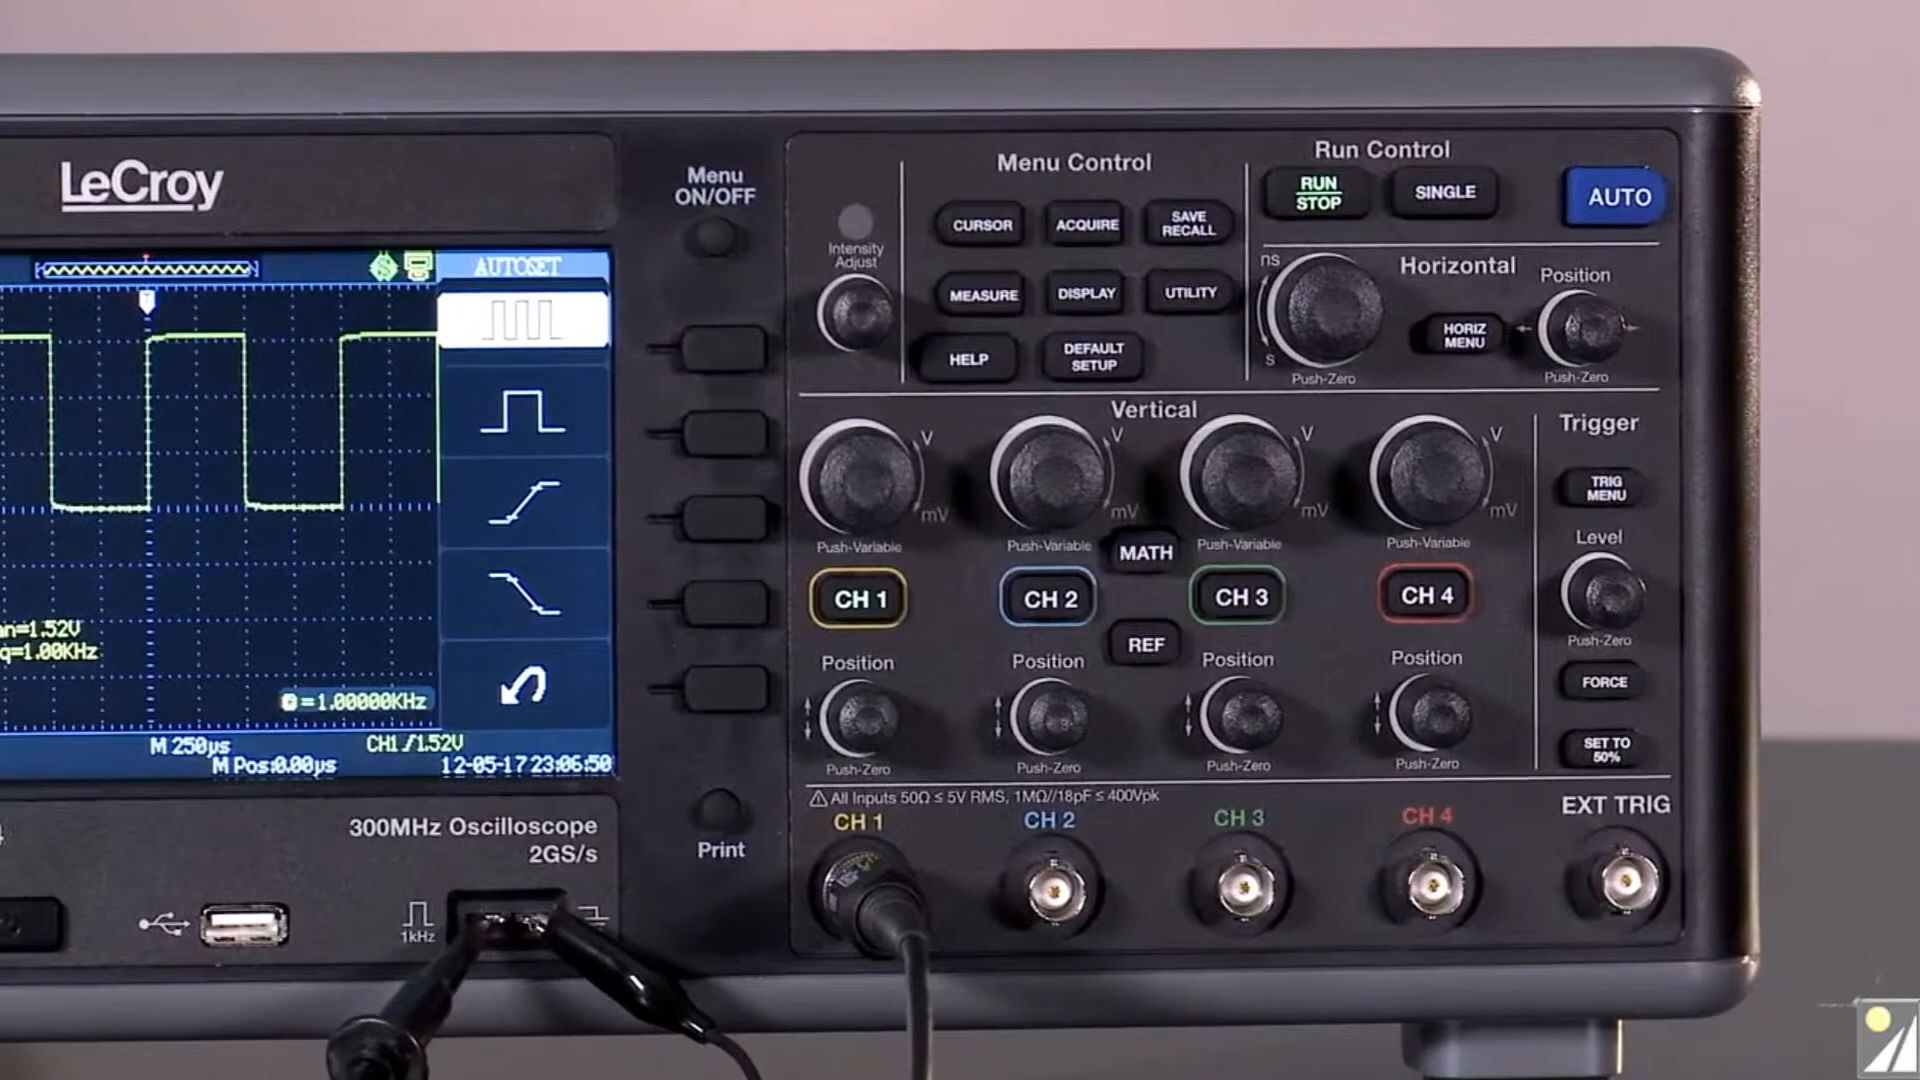 LeCroy
AUTOSET
an=1.52V
q=1.00KHz
=1.00000KHz
M 250µs
CH1 /1.52V
M Pos:0.00µs
12-05-17 23:06:50
300MHz Oscilloscope
2GS/s
1kHz
Menu
ON/OFF
Print
Intensity
Adjust
Menu Control
CURSOR
ACQUIRE
SAVE
RECALL
MEASURE
DISPLAY
UTILITY
HELP
DEFAULT
SETUP
Run Control
RUN
STOP
SINGLE
AUTO
Horizontal
ns
S
Push-Zero
HORIZ
MENU
Position
Push-Zero
Vertical
V
mV
Push-Variable
V
mV
Push-Variable
V
mV
Push-Variable
V
mV
Push-Variable
MATH
CH 1
CH 2
CH 3
CH 4
REF
Position
Position
Position
Position
Push-Zero
Push-Zero
Push-Zero
Push-Zero
Trigger
TRIG
MENU
Level
Push-Zero
FORCE
SET TO
50%
All Inputs 50Ω ≤ 5V RMS, 1MΩ//18pF ≤ 400Vpk
CH 1
CH 2
CH 3
CH 4
EXT TRIG